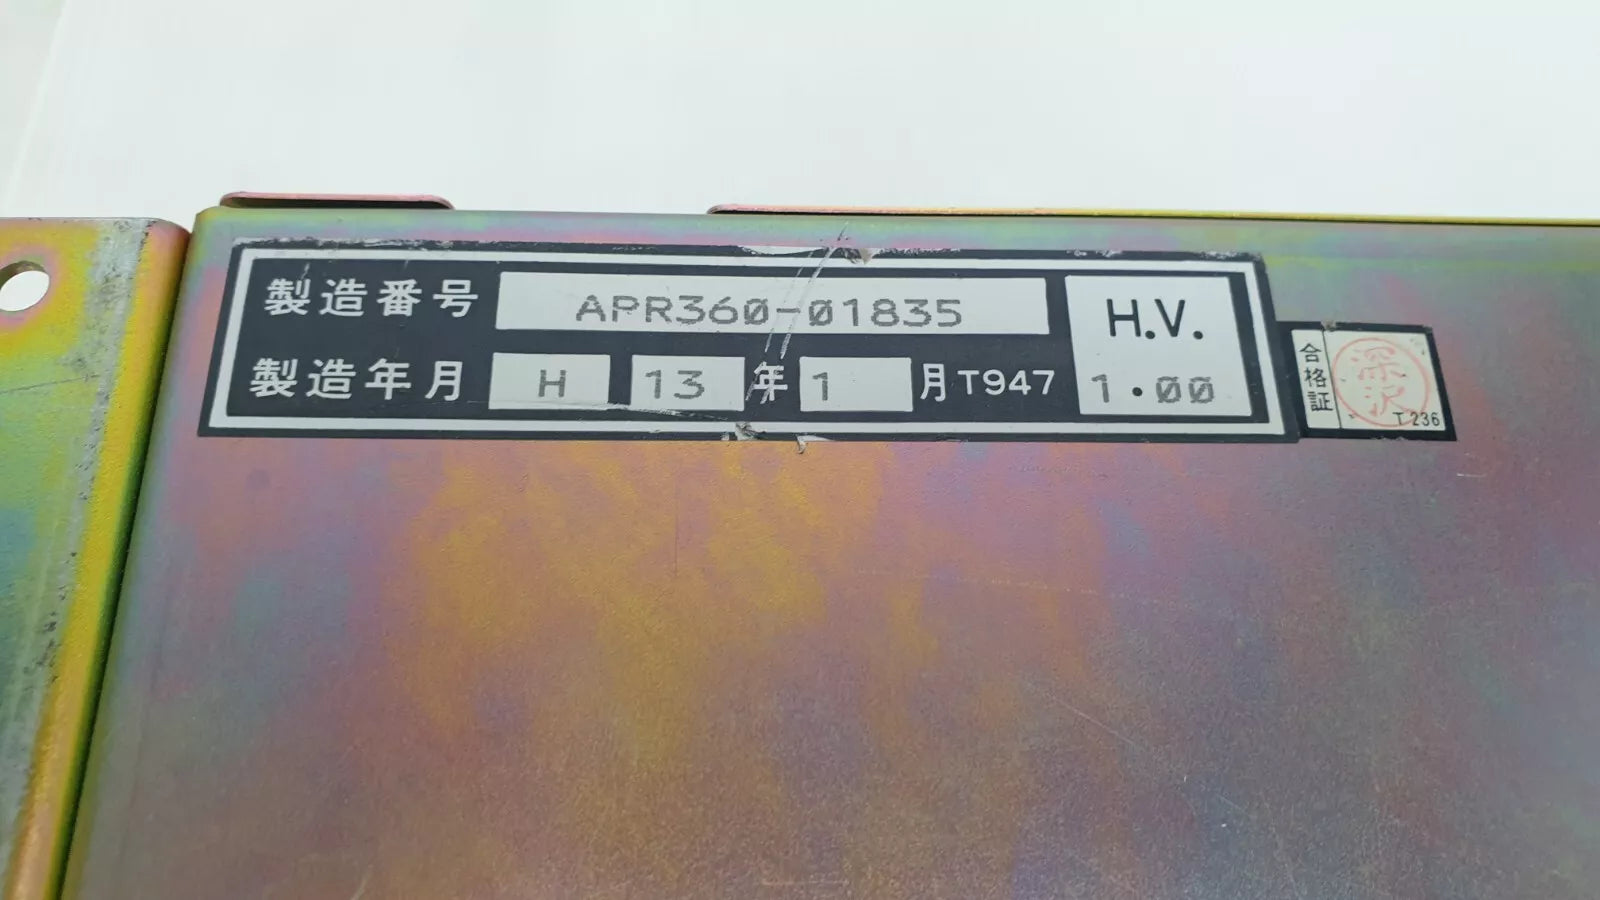 製造番号 APR360-01835
製造年月 H 13 年 1 月 T947
H.V.
1.00
合格証
深沢
T 236